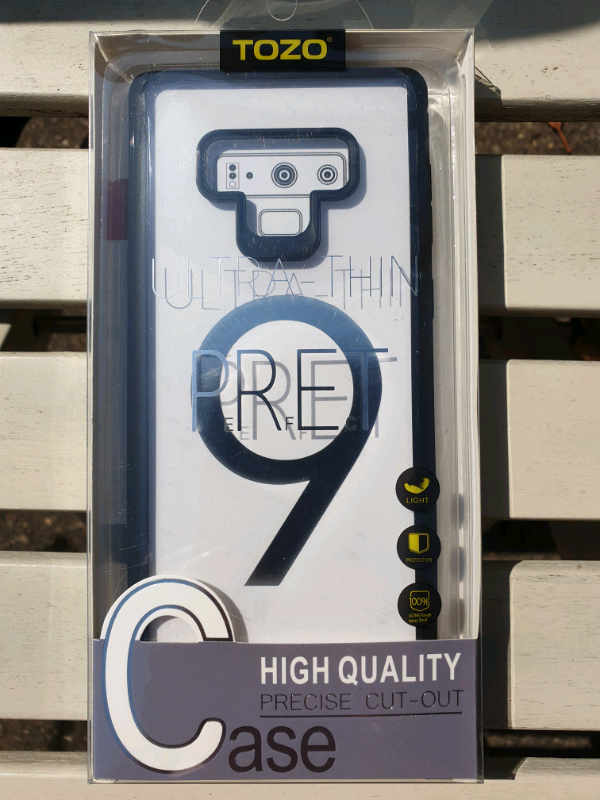 TOZO®
ULTRA-THIN
9
PRET
E F F C
LIGHT
PROTECTION
100%
Case
HIGH QUALITY
PRECISE CUT-OUT